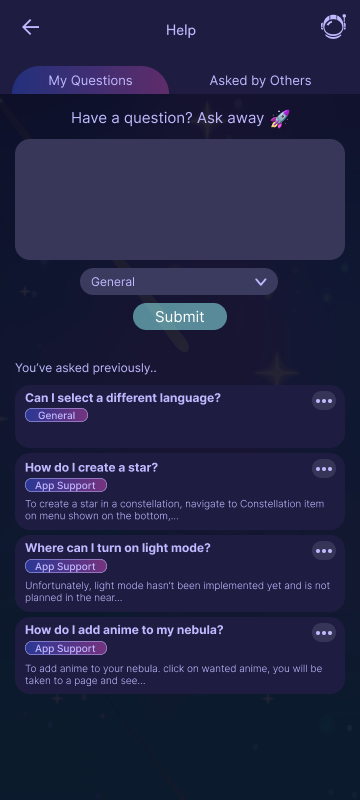 Help
My Questions
Asked by Others
Have a question? Ask away 🚀
General
Submit
You've asked previously..
Can I select a different language?
General
How do I create a star?
App Support
To create a star in a constellation, navigate to Constellation item
on menu shown on the bottom,...
Where can I turn on light mode?
App Support
Unfortunately, light mode hasn't been implemented yet and is not
planned in the near...
How do I add anime to my nebula?
App Support
To add anime to your nebula. click on wanted anime, you will be
taken to a page and see...